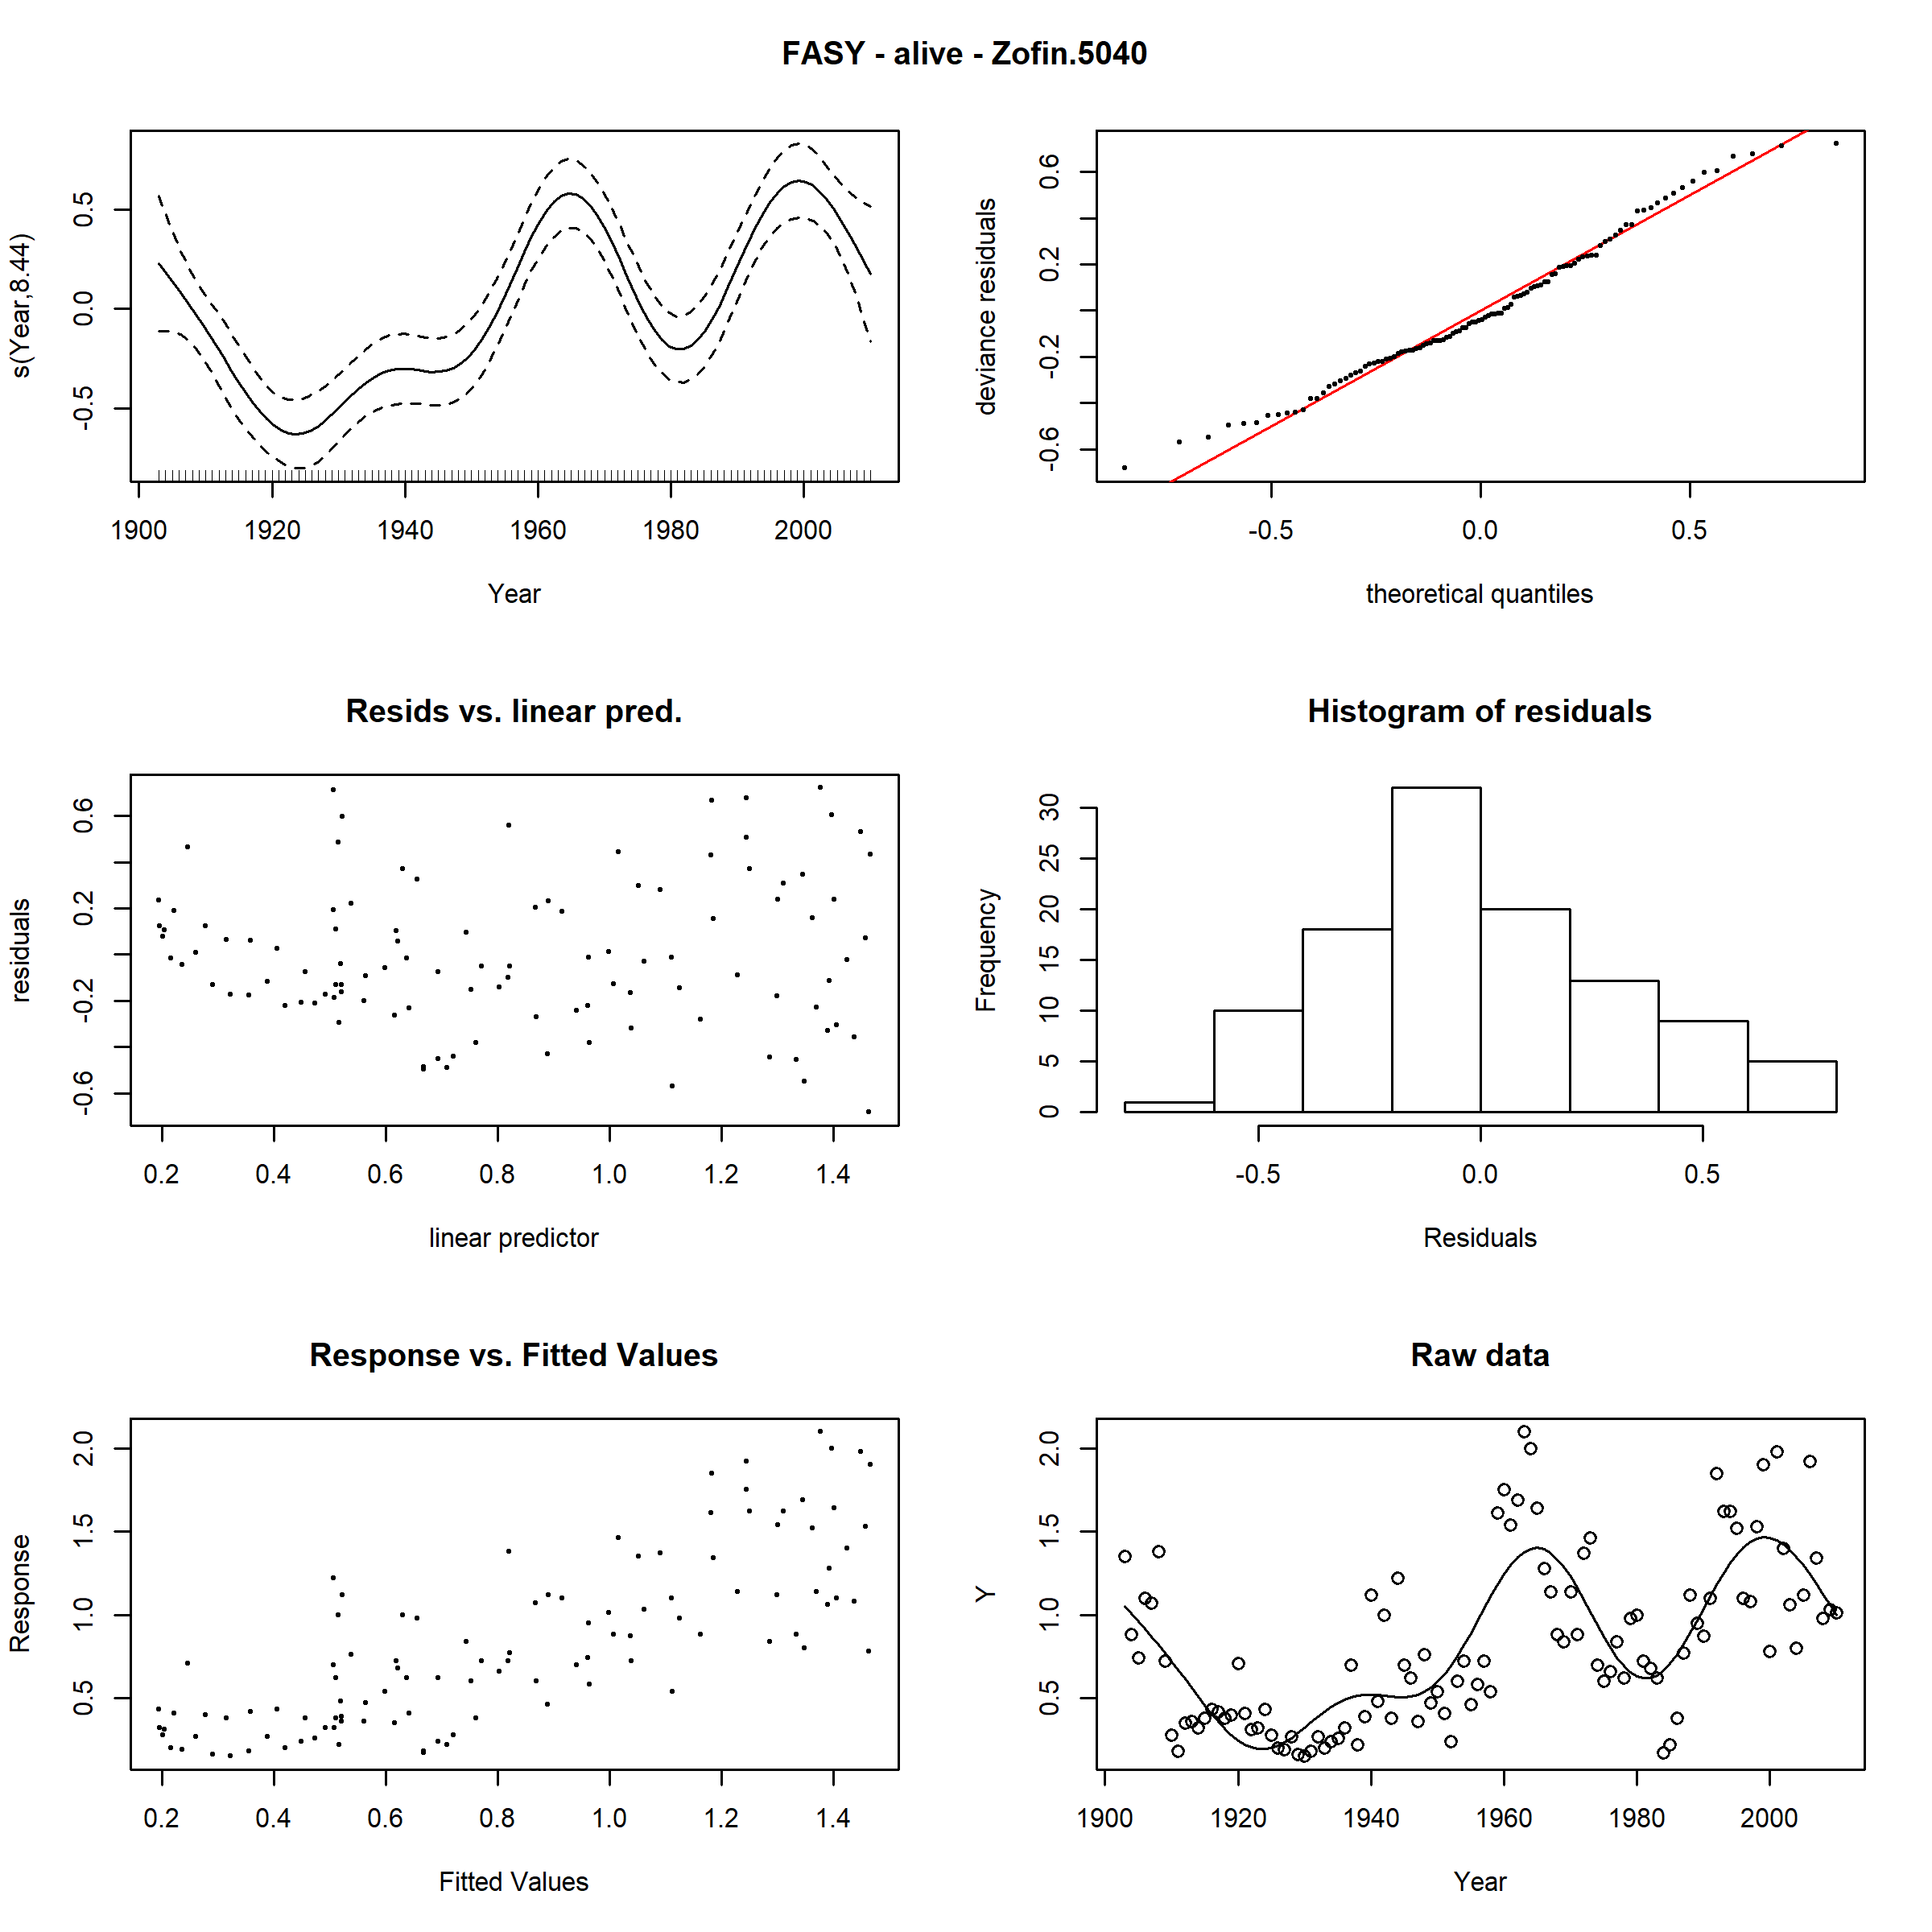 FASY - alive - Zofin.5040
s(Year,8.44)
0.5
0.0
-0.5
1900 1920 1940 1960 1980 2000
Year
deviance residuals
0.6
0.2
-0.2
-0.6
-0.5 0.0 0.5
theoretical quantiles
Resids vs. linear pred.
residuals
0.6
0.2
-0.2
-0.6
0.2 0.4 0.6 0.8 1.0 1.2 1.4
linear predictor
Histogram of residuals
Frequency
30
25
20
15
10
5
0
-0.5 0.0 0.5
Residuals
Response vs. Fitted Values
Response
2.0
1.5
1.0
0.5
0.2 0.4 0.6 0.8 1.0 1.2 1.4
Fitted Values
Raw data
Y
2.0
1.5
1.0
0.5
1900 1920 1940 1960 1980 2000
Year